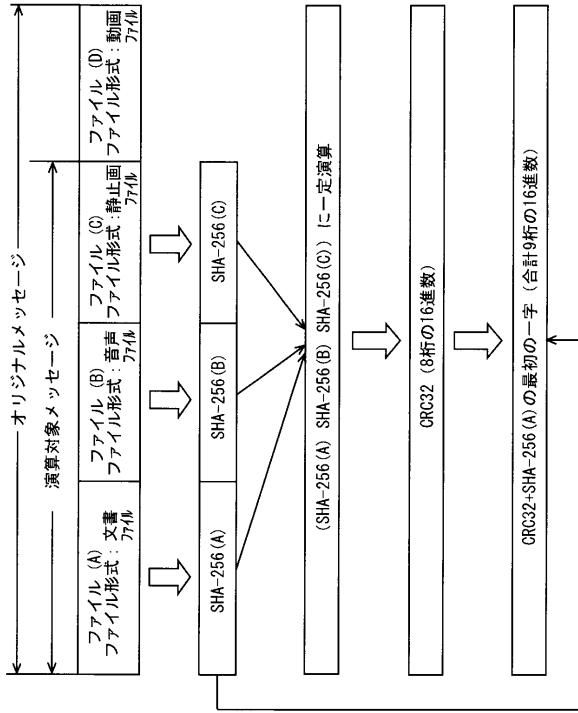 オリジナルメッセージ
演算対象メッセージ
ファイル (A)
ファイル形式：文書
ファイル
ファイル (B)
ファイル形式：音声
ファイル
ファイル (C)
ファイル形式：静止画
ファイル
ファイル (D)
ファイル形式：動画
ファイル
SHA-256(A)
SHA-256(B)
SHA-256(C)
(SHA-256(A) SHA-256(B) SHA-256(C)) に一定演算
CRC32 (8桁の16進数)
CRC32+SHA-256(A)の最初の一字 (合計9桁の16進数)